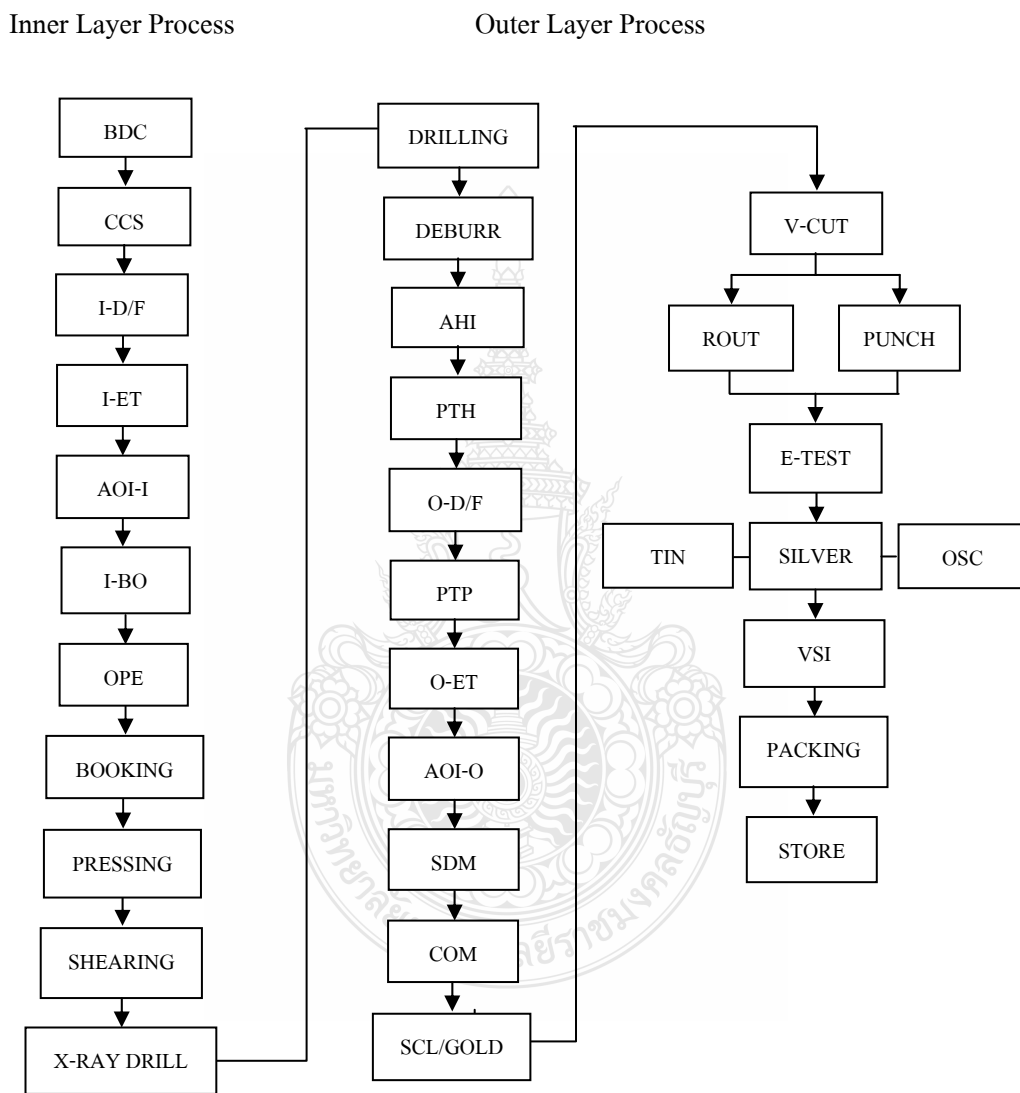 Inner Layer Process
Outer Layer Process
BDC
CCS
I-D/F
I-ET
AOI-I
I-BO
OPE
BOOKING
PRESSING
SHEARING
X-RAY DRILL
DRILLING
DEBURR
AHI
PTH
O-D/F
PTP
O-ET
AOI-O
SDM
COM
SCL/GOLD
V-CUT
ROUT
PUNCH
E-TEST
TIN
SILVER
OSC
VSI
PACKING
STORE